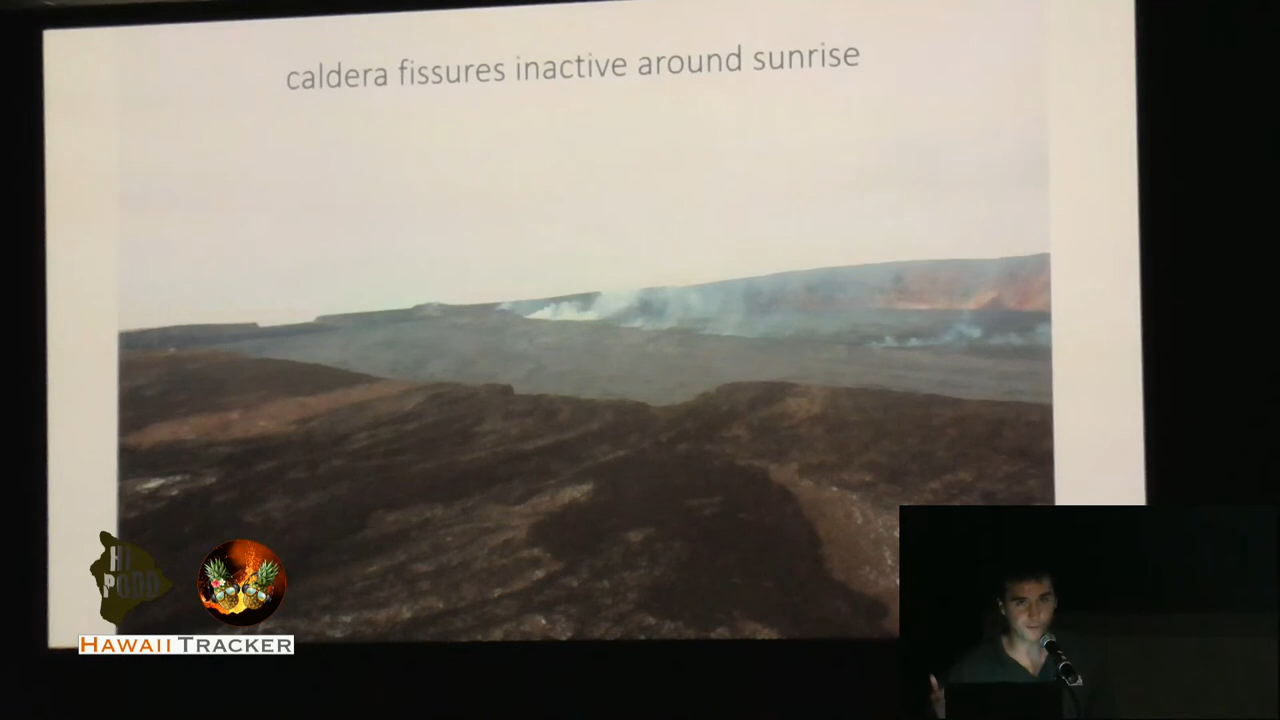 caldera fissures inactive around sunrise
HI
PODD
HAWAII TRACKER